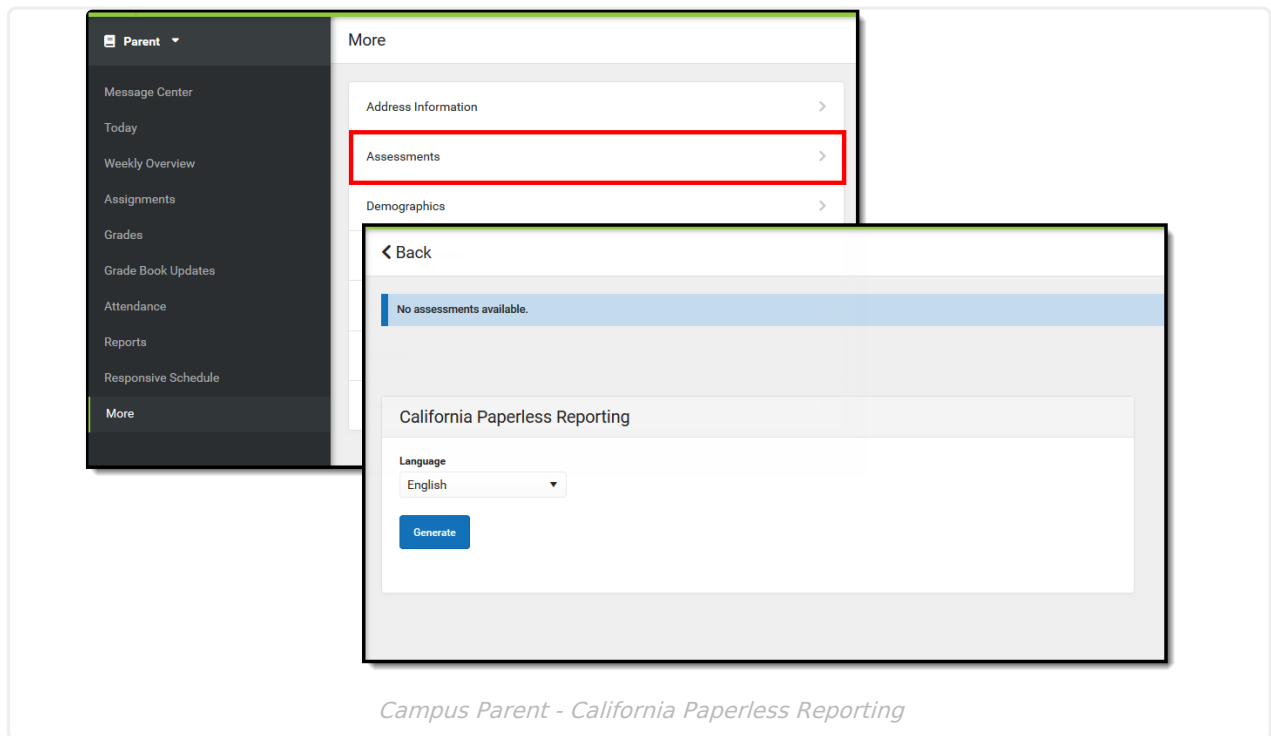 Parent
Message Center
Today
Weekly Overview
Assignments
Grades
Grade Book Updates
Attendance
Reports
Responsive Schedule
More
More
Address Information
Assessments
Demographics
Back
No assessments available.
California Paperless Reporting
Language
English
Generate
Campus Parent - California Paperless Reporting